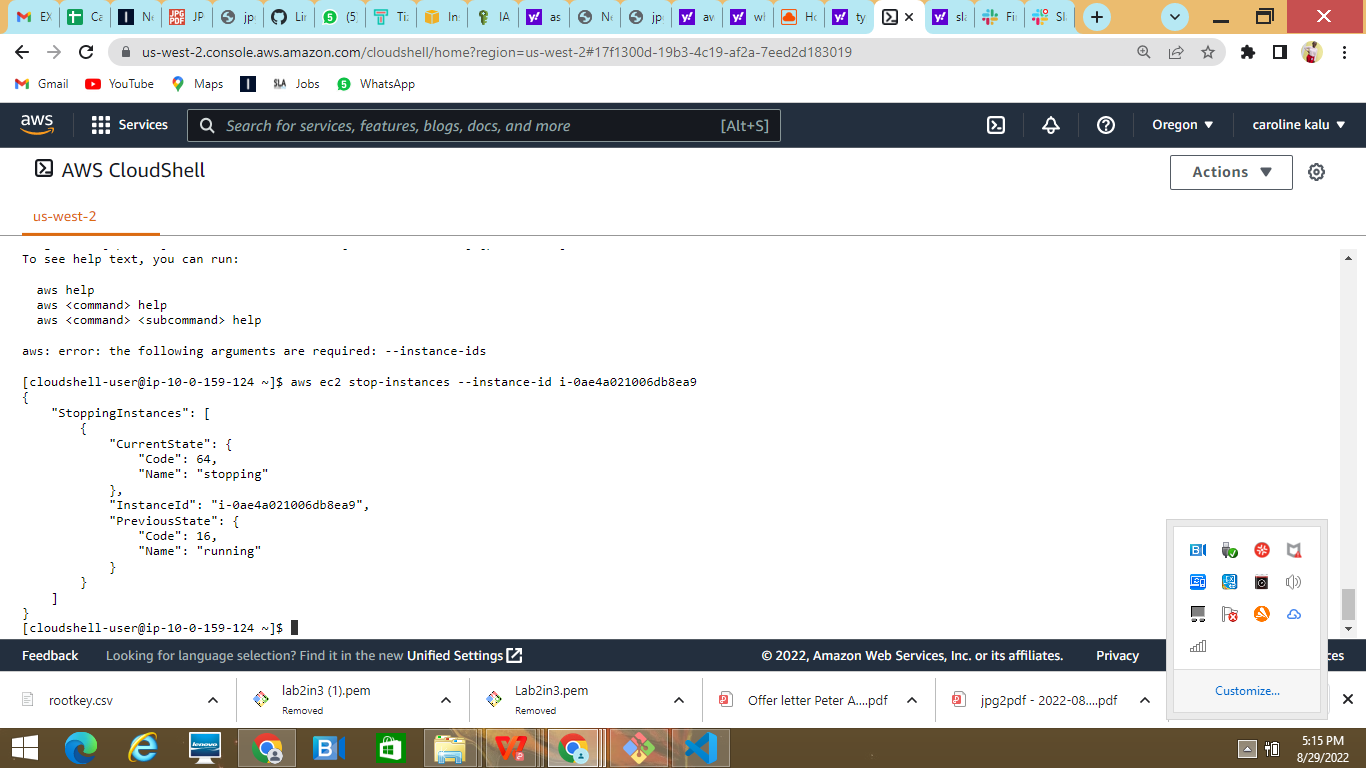 EX
Ca
Ne
JP
jp
Lir
(5
Ti:
In:
IA
as
Ne
jp
aw
wl
Ho
ty
sla
Fi
Sl
us-west-2.console.aws.amazon.com/cloudshell/home?region=us-west-2#17f1300d-19b3-4c19-af2a-7eed2d183019
Gmail YouTube Maps SLA Jobs WhatsApp
aws Services Search for services, features, blogs, docs, and more [Alt+S] Oregon caroline kalu
AWS CloudShell Actions
us-west-2
To see help text, you can run:
aws help
aws <command> help
aws <command> <subcommand> help
aws: error: the following arguments are required: --instance-ids
[cloudshell-user@ip-10-0-159-124 ~]$ aws ec2 stop-instances --instance-id i-0ae4a021006db8ea9
{
"StoppingInstances": [
{
"CurrentState": {
"Code": 64,
"Name": "stopping"
},
"InstanceId": "i-0ae4a021006db8ea9",
"PreviousState": {
"Code": 16,
"Name": "running"
}
}
]
}
[cloudshell-user@ip-10-0-159-124 ~]$
Feedback Looking for language selection? Find it in the new Unified Settings © 2022, Amazon Web Services, Inc. or its affiliates. Privacy ces
Customize...
rootkey.csv
lab2in3 (1).pem
Removed
Lab2in3.pem
Removed
Offer letter Peter A....pdf
jpg2pdf - 2022-08....pdf
lenovo
5:15 PM
8/29/2022